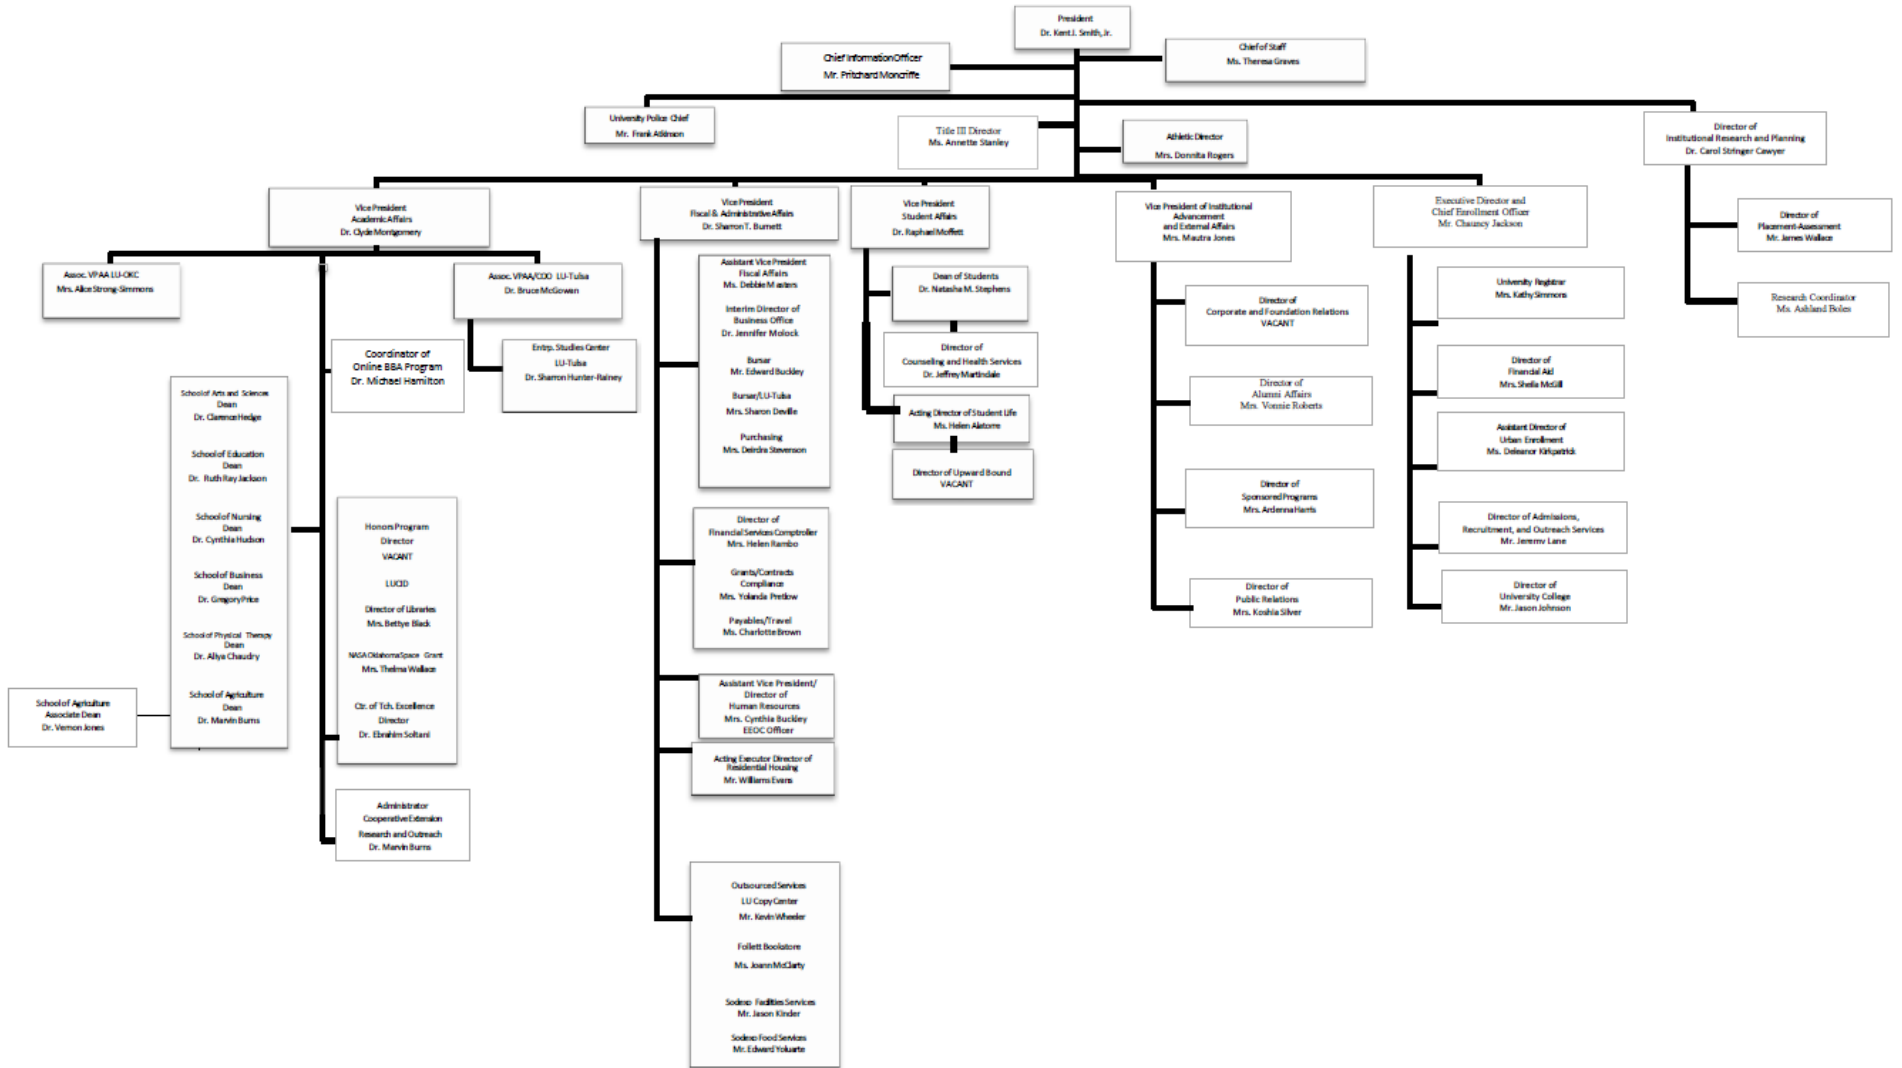 President
Dr. Kent J. Smith, Jr.
Chief Information Officer
Mr. Pritchard Moncriffe
Chief of Staff
Ms. Theresa Graves
University Police Chief
Mr. Frank Atkinson
Title III Director
Ms. Annette Stanley
Athletic Director
Mrs. Donnita Rogers
Director of
Institutional Research and Planning
Dr. Carol Stringer Cawyer
Vice President
Academic Affairs
Dr. Clyde Montgomery
Vice President
Fiscal & Administrative Affairs
Dr. Sharron T. Burnett
Vice President
Student Affairs
Dr. Raphael Moffett
Vice President of Institutional
Advancement
and External Affairs
Mrs. Mautra Jones
Executive Director and
Chief Enrollment Officer
Mr. Chauncy Jackson
Director of
Placement-Assessment
Mr. James Wallace
Research Coordinator
Ms. Ashland Boles
Assoc. VPAA LU-OKC
Mrs. Alice Strong-Simmons
Assoc. VPAA/COO LU-Tulsa
Dr. Bruce McGowan
Coordinator of
Online BBA Program
Dr. Michael Hamilton
Entrp. Studies Center
LU-Tulsa
Dr. Sharron Hunter-Rainey
School of Arts and Sciences
Dean
Dr. Clarence Hedge
School of Education
Dean
Dr. Ruth Ray Jackson
School of Nursing
Dean
Dr. Cynthia Hudson
School of Business
Dean
Dr. Gregory Price
School of Physical Therapy
Dean
Dr. Aliya Chaudry
School of Agriculture
Dean
Dr. Marvin Burns
School of Agriculture
Associate Dean
Dr. Vernon Jones
Honors Program
Director
VACANT
LUCID
Director of Libraries
Mrs. Bettye Black
NASA Oklahoma Space Grant
Mrs. Thelma Wallace
Ctr. of Tch. Excellence
Director
Dr. Ebrahim Soltani
Administrator
Cooperative Extension
Research and Outreach
Dr. Marvin Burns
Assistant Vice President
Fiscal Affairs
Ms. Debbie Masters
Interim Director of
Business Office
Dr. Jennifer Molock
Bursar
Mr. Edward Buckley
Bursar/LU-Tulsa
Mrs. Sharon Deville
Purchasing
Mrs. Deirdra Stevenson
Director of
Financial Services Comptroller
Mrs. Helen Rambo
Grants/Contracts
Compliance
Mrs. Yolanda Pretlow
Payables/Travel
Ms. Charlotte Brown
Assistant Vice President/
Director of
Human Resources
Mrs. Cynthia Buckley
EEOC Officer
Acting Executor Director of
Residential Housing
Mr. Williams Evans
Outsourced Services
LU Copy Center
Mr. Kevin Wheeler
Follett Bookstore
Ms. Joann McClarty
Sodexo Facilities Services
Mr. Jason Kinder
Sodexo Food Services
Mr. Edward Yoluarte
Dean of Students
Dr. Natasha M. Stephens
Director of
Counseling and Health Services
Dr. Jeffrey Martindale
Acting Director of Student Life
Ms. Helen Alatorre
Director of Upward Bound
VACANT
Director of
Corporate and Foundation Relations
VACANT
Director of
Alumni Affairs
Mrs. Vonnie Roberts
Director of
Sponsored Programs
Mrs. Ardenna Harris
Director of
Public Relations
Mrs. Koshia Silver
University Registrar
Mrs. Kathy Simmons
Director of
Financial Aid
Mrs. Sheila McGill
Assistant Director of
Urban Enrollment
Ms. Deleanor Kirkpatrick
Director of Admissions,
Recruitment, and Outreach Services
Mr. Jeremy Lane
Director of
University College
Mr. Jason Johnson